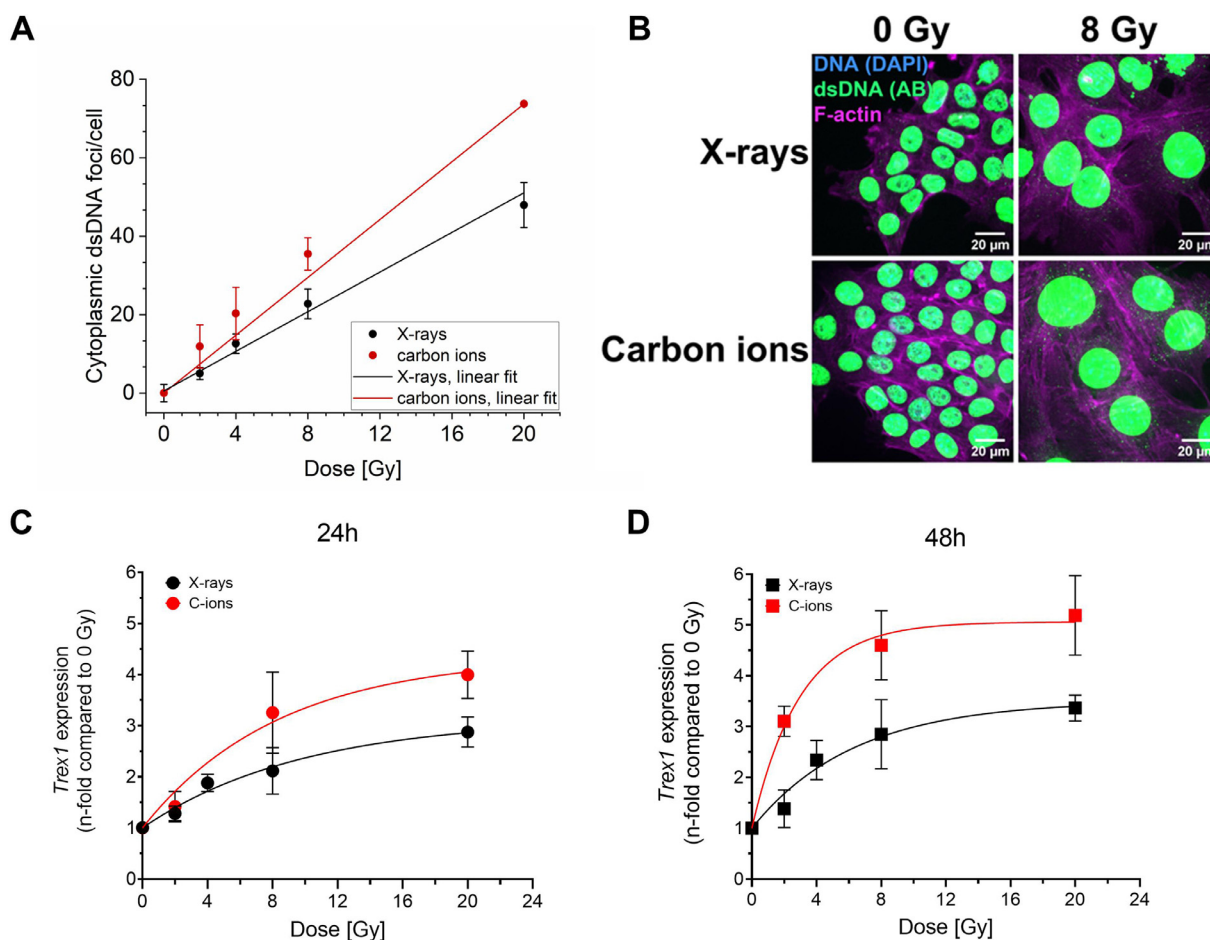 A
Cytoplasmic dsDNA foci/cell
80
60
40
20
0
0 4 8 12 16 20
Dose [Gy]
X-rays
carbon ions
X-rays, linear fit
carbon ions, linear fit
B
0 Gy 8 Gy
X-rays
Carbon ions
DNA (DAPI)
dsDNA (AB)
F-actin
20 µm
20 µm
20 µm
20 µm
C
24h
Trex1 expression
(n-fold compared to 0 Gy)
6
5
4
3
2
1
0
X-rays
C-ions
0 4 8 12 16 20 24
Dose [Gy]
D
48h
Trex1 expression
(n-fold compared to 0 Gy)
6
5
4
3
2
1
0
X-rays
C-ions
0 4 8 12 16 20 24
Dose [Gy]